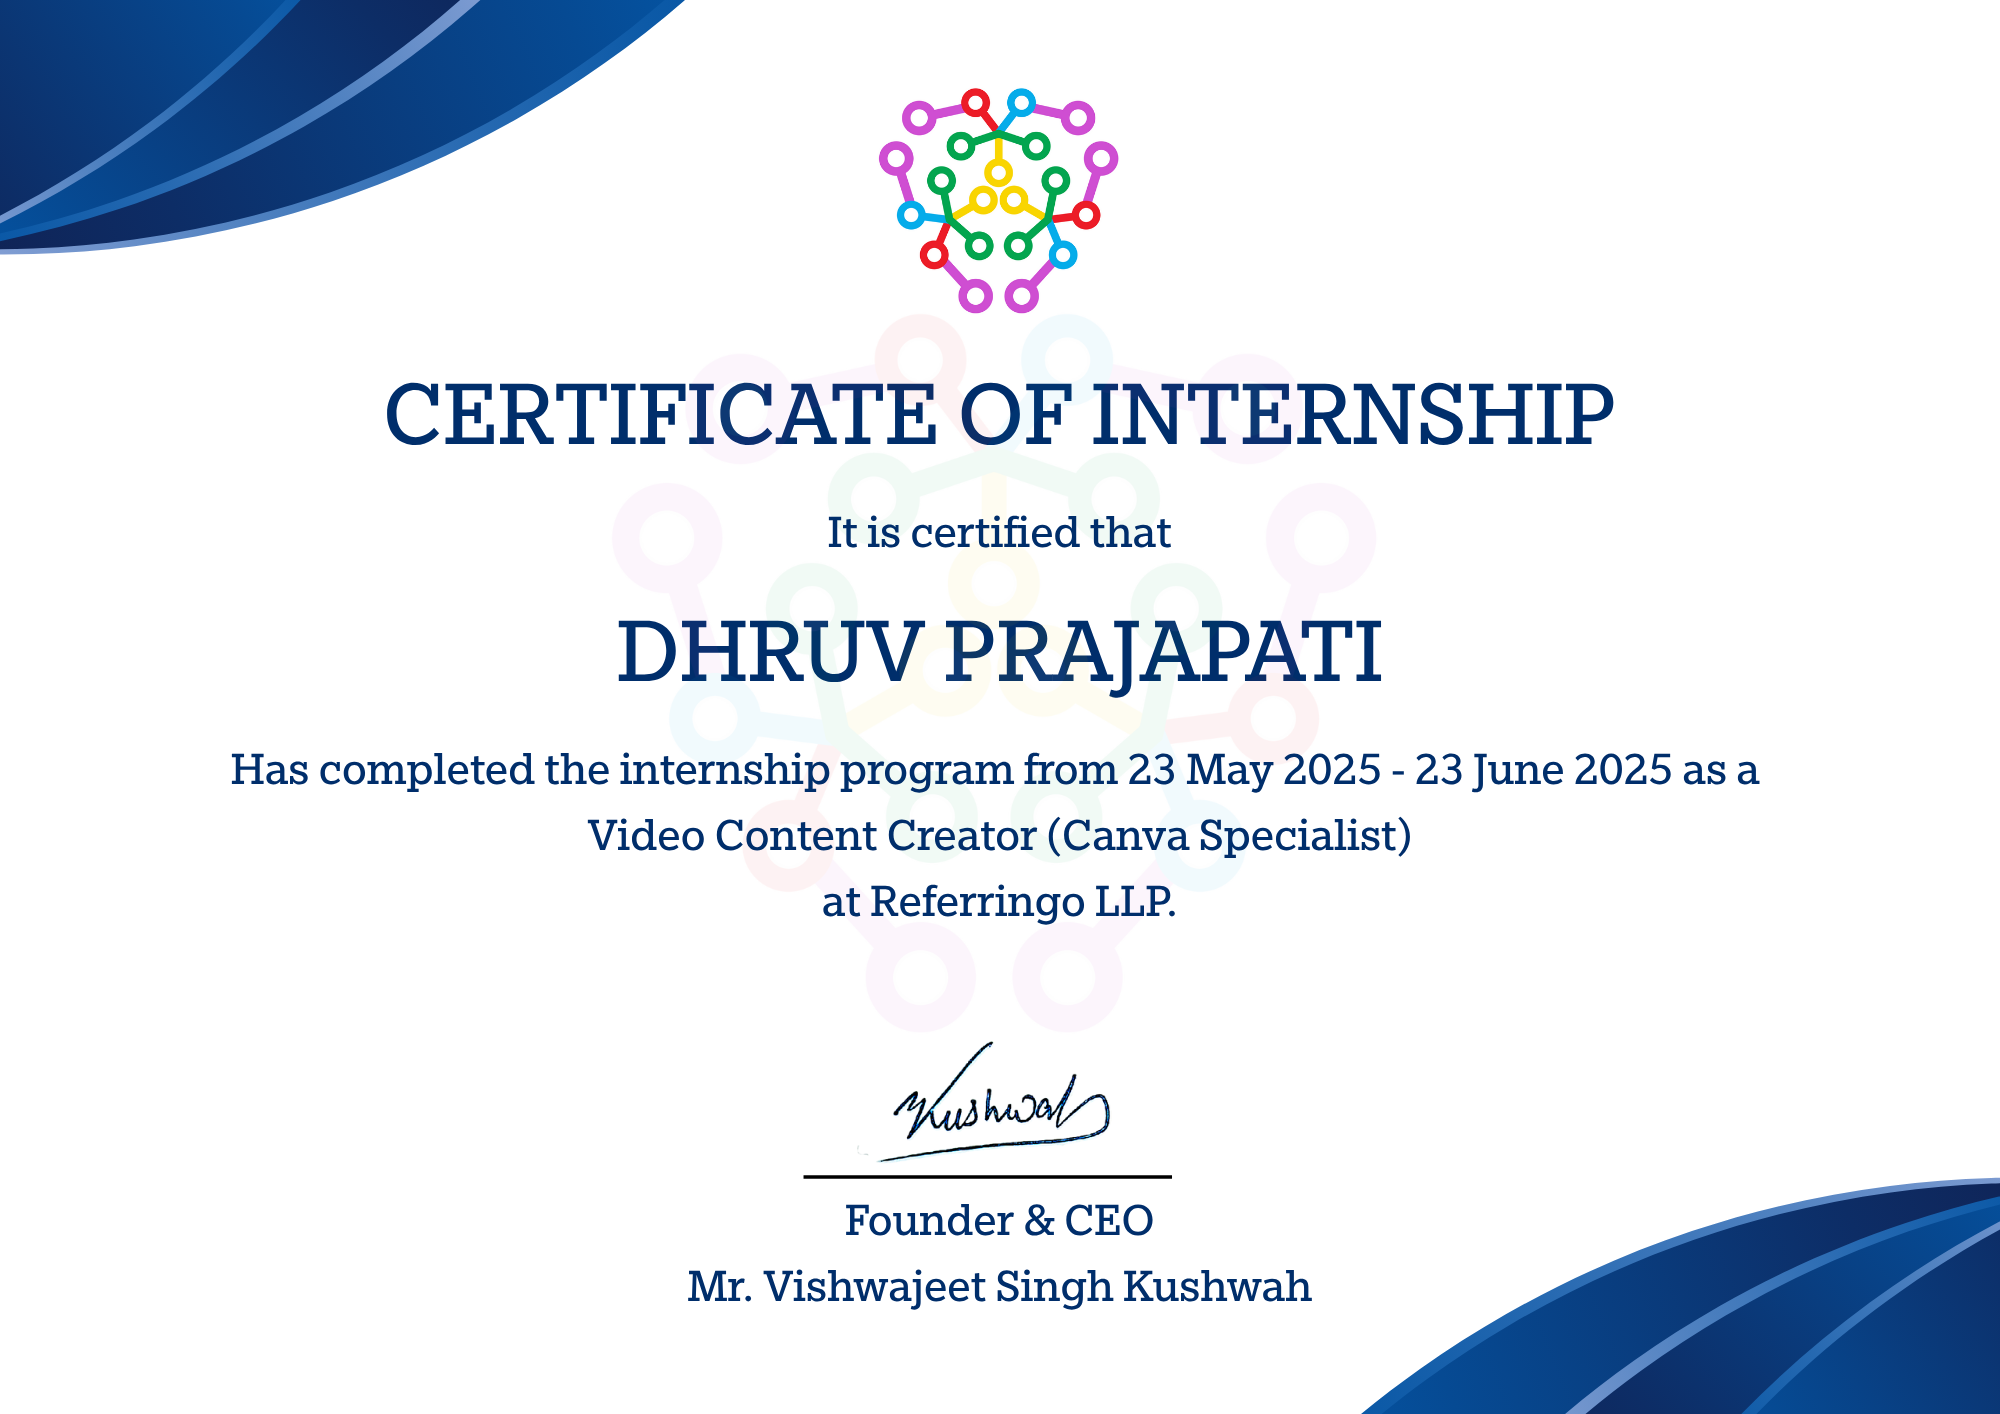 CERTIFICATE OF INTERNSHIP
It is certified that
DHRUV PRAJAPATI
Has completed the internship program from 23 May 2025 - 23 June 2025 as a
Video Content Creator (Canva Specialist)
at Referringo LLP.
Kushwah
Founder & CEO
Mr. Vishwajeet Singh Kushwah